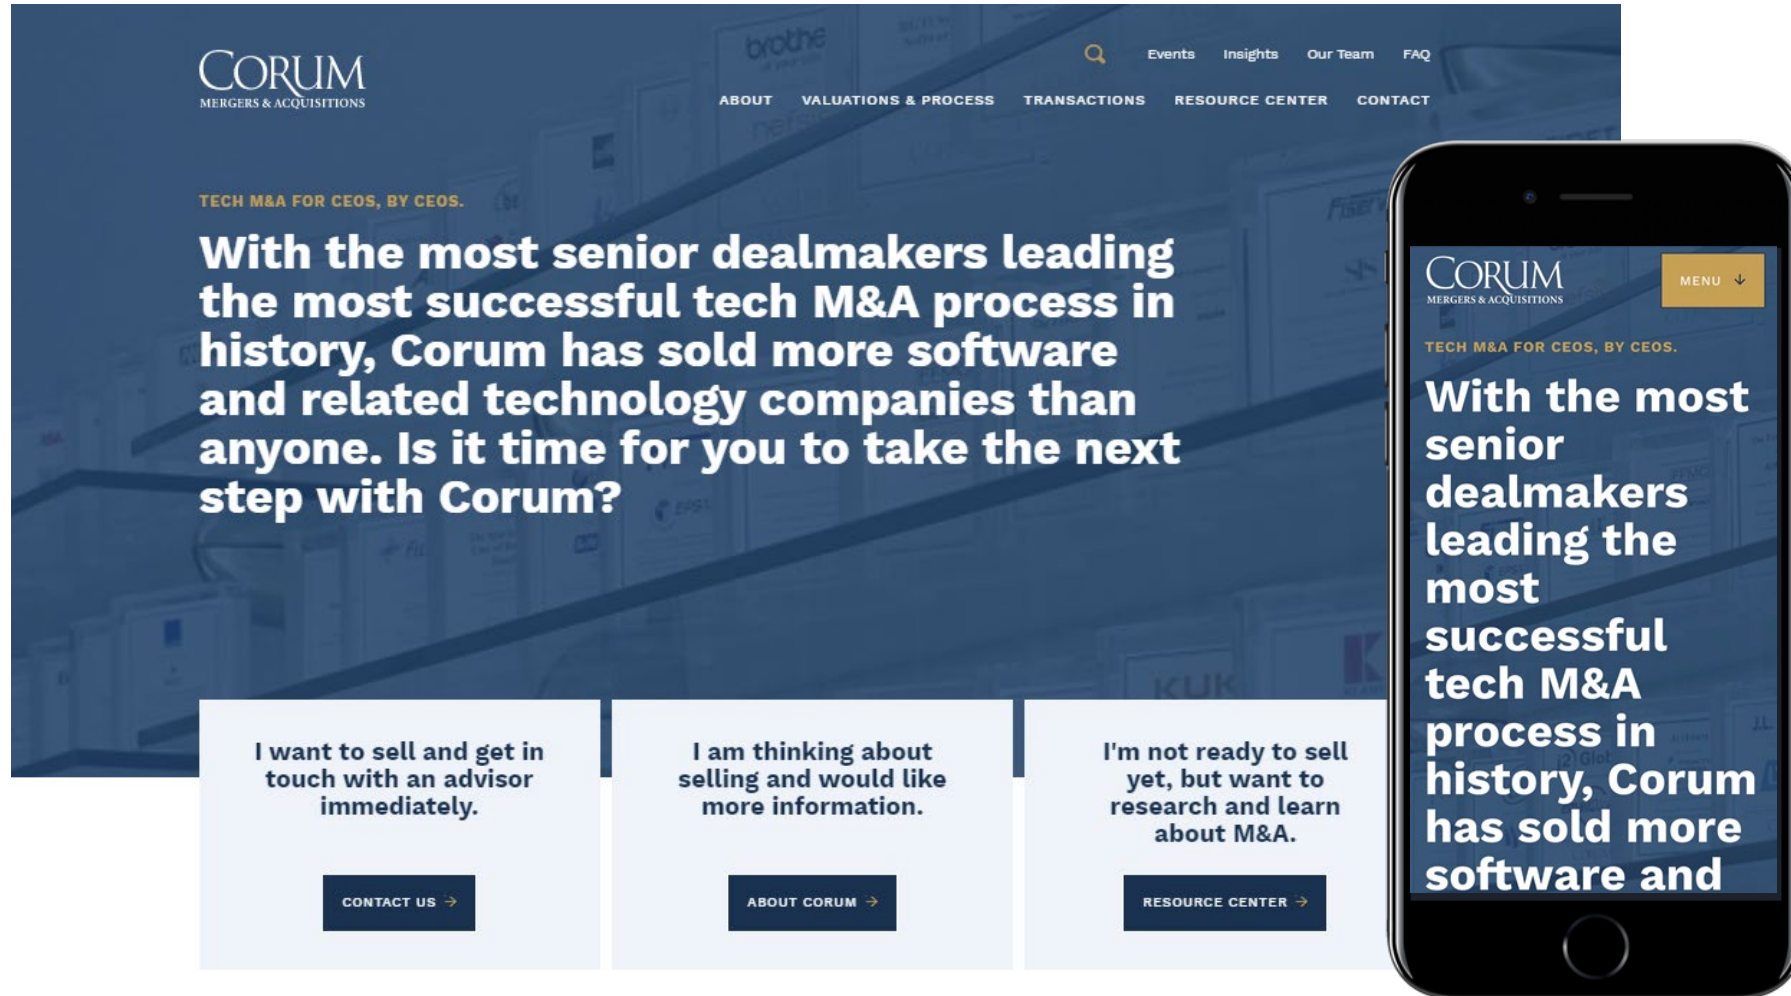 CORUM
MERGERS & ACQUISITIONS
Events Insights Our Team FAQ
ABOUT VALUATIONS & PROCESS TRANSACTIONS RESOURCE CENTER CONTACT
TECH M&A FOR CEOS, BY CEOS.
With the most senior dealmakers leading
the most successful tech M&A process in
history, Corum has sold more software
and related technology companies than
anyone. Is it time for you to take the next
step with Corum?
brothe
Fiserv
EPSI
KUK
I want to sell and get in
touch with an advisor
immediately.
CONTACT US →
I am thinking about
selling and would like
more information.
ABOUT CORUM →
I'm not ready to sell
yet, but want to
research and learn
about M&A.
RESOURCE CENTER →
CORUM
MERGERS & ACQUISITIONS
MENU ↓
TECH M&A FOR CEOS, BY CEOS.
With the most
senior
dealmakers
leading the
most
successful
tech M&A
process in
history, Corum
has sold more
software and